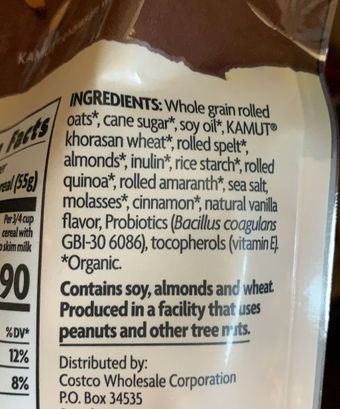 INGREDIENTS: Whole grain rolled
oats*, cane sugar*, soy oil*, KAMUT®
khorasan wheat*, rolled spelt*,
almonds*, inulin*, rice starch*, rolled
quinoa*, rolled amaranth*, sea salt,
molasses*, cinnamon*, natural vanilla
flavor, Probiotics (Bacillus coagulans
GBI-30 6086), tocopherols (vitamin E).
*Organic.
Contains soy, almonds and wheat.
Produced in a facility that uses
peanuts and other tree nuts.
Distributed by:
Costco Wholesale Corporation
P.O. Box 34535
Facts
(55g)
Per 3/4 cup
cereal with
skim milk
90
% DV*
12%
8%